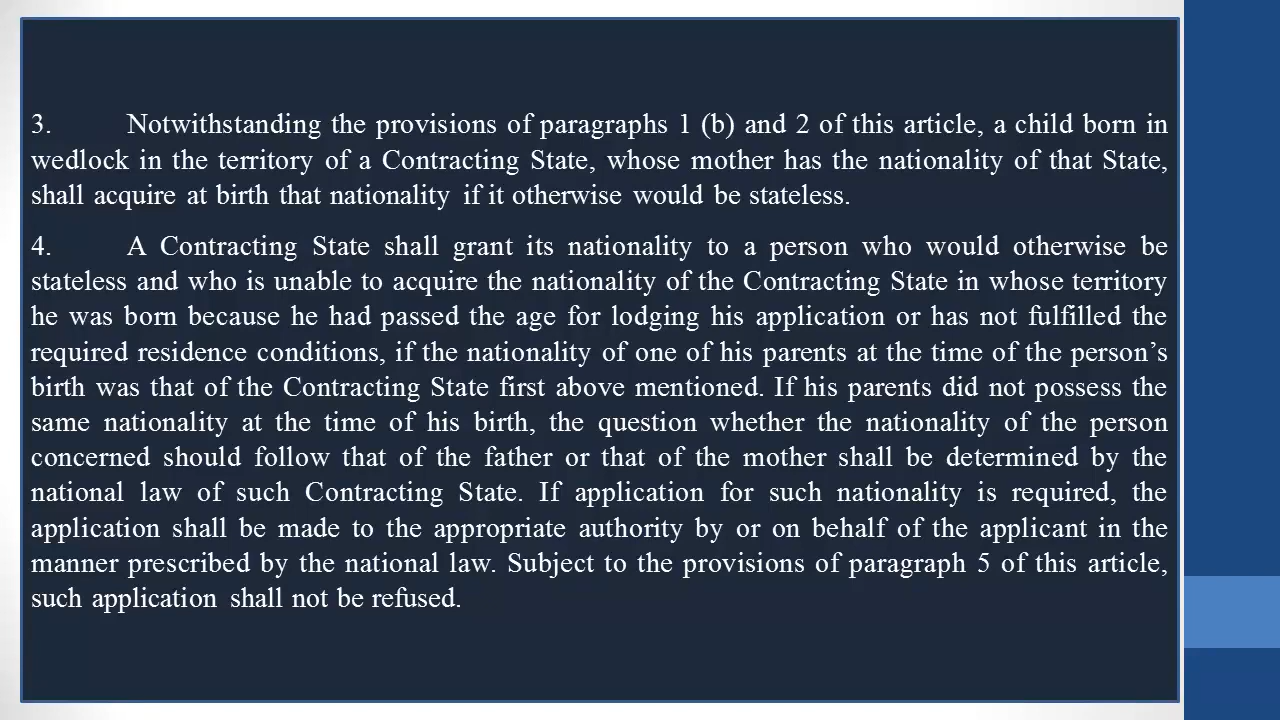 3. Notwithstanding the provisions of paragraphs 1 (b) and 2 of this article, a child born in
wedlock in the territory of a Contracting State, whose mother has the nationality of that State,
shall acquire at birth that nationality if it otherwise would be stateless.
4. A Contracting State shall grant its nationality to a person who would otherwise be
stateless and who is unable to acquire the nationality of the Contracting State in whose territory
he was born because he had passed the age for lodging his application or has not fulfilled the
required residence conditions, if the nationality of one of his parents at the time of the person’s
birth was that of the Contracting State first above mentioned. If his parents did not possess the
same nationality at the time of his birth, the question whether the nationality of the person
concerned should follow that of the father or that of the mother shall be determined by the
national law of such Contracting State. If application for such nationality is required, the
application shall be made to the appropriate authority by or on behalf of the applicant in the
manner prescribed by the national law. Subject to the provisions of paragraph 5 of this article,
such application shall not be refused.